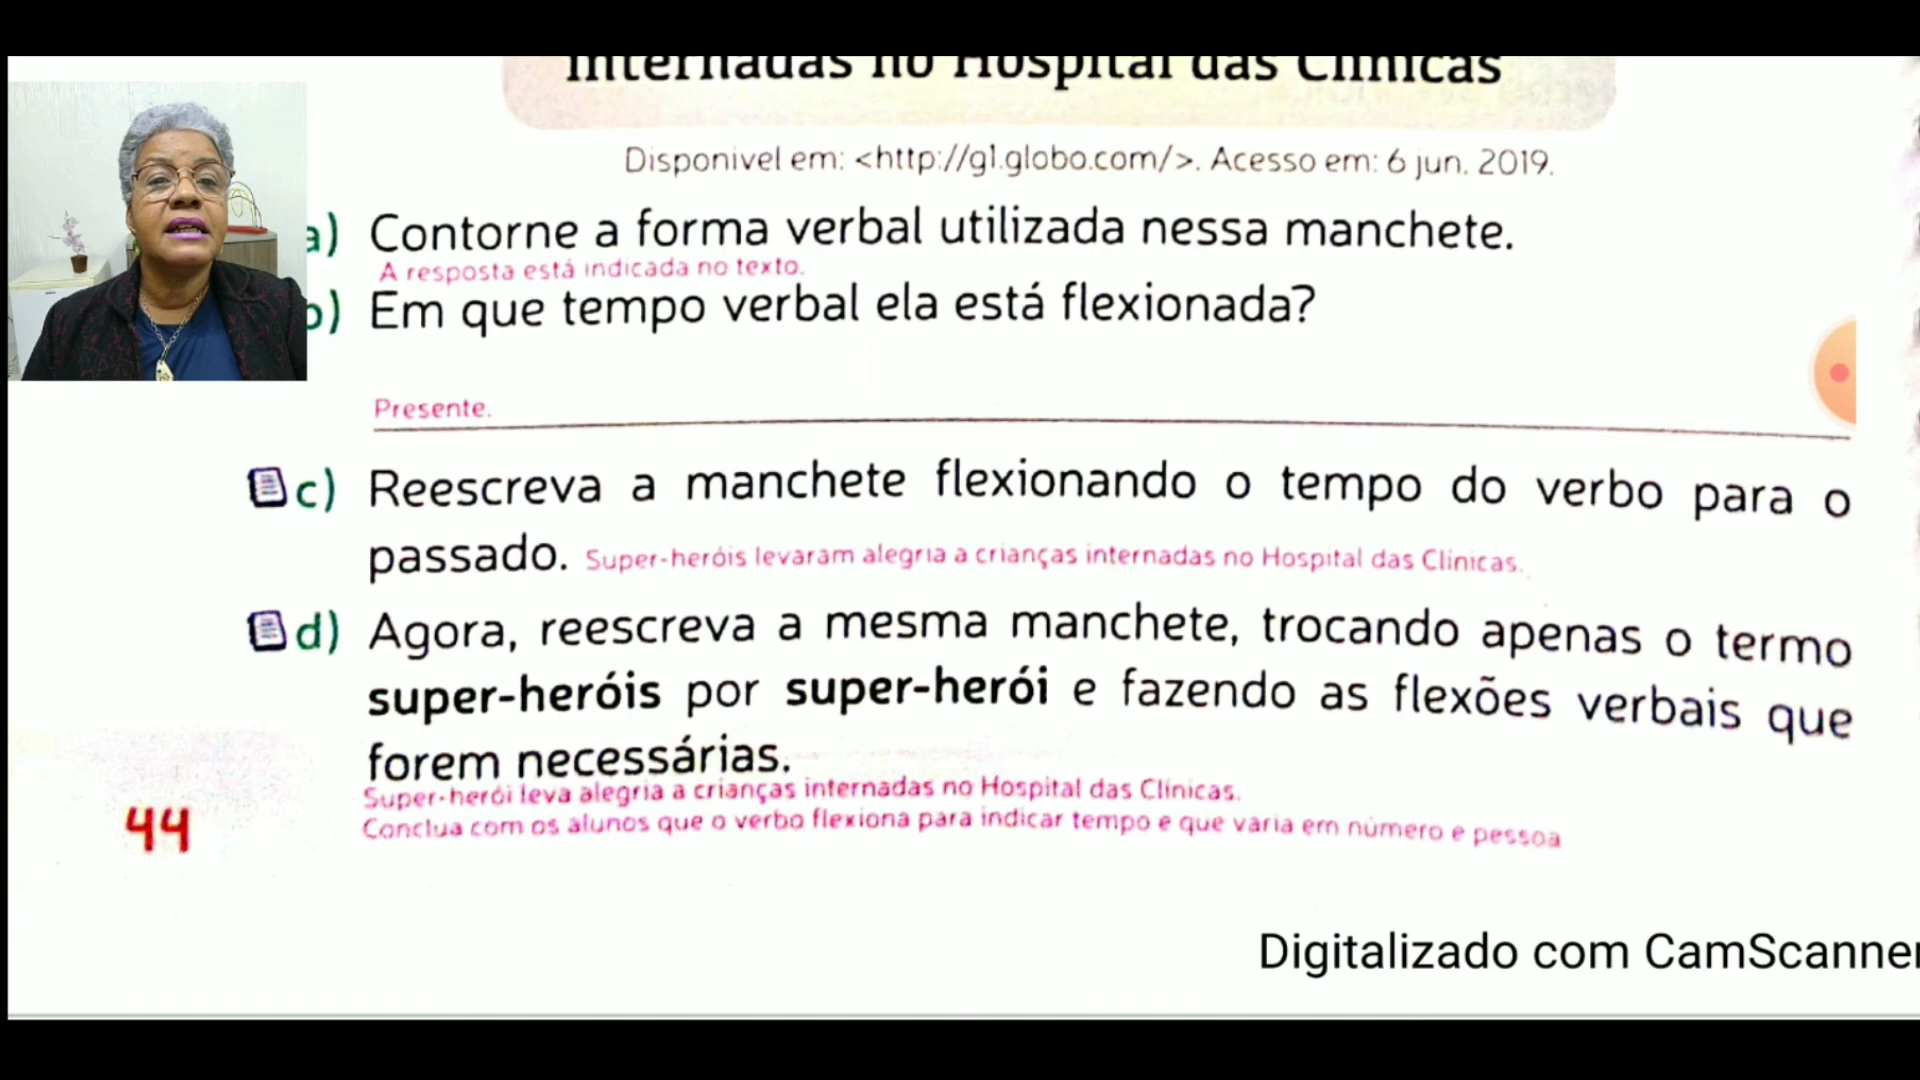 internadas no Hospital das Clínicas
Disponível em: <http://g1.globo.com/>. Acesso em: 6 jun. 2019.
a) Contorne a forma verbal utilizada nessa manchete.
A resposta está indicada no texto.
b) Em que tempo verbal ela está flexionada?
Presente.
c) Reescreva a manchete flexionando o tempo do verbo para o
passado. Super-heróis levaram alegria a crianças internadas no Hospital das Clínicas.
d) Agora, reescreva a mesma manchete, trocando apenas o termo
super-heróis por super-herói e fazendo as flexões verbais que
forem necessárias.
Super-herói leva alegria a crianças internadas no Hospital das Clínicas.
Conclua com os alunos que o verbo flexiona para indicar tempo e que varia em número e pessoa
44
Digitalizado com CamScanner